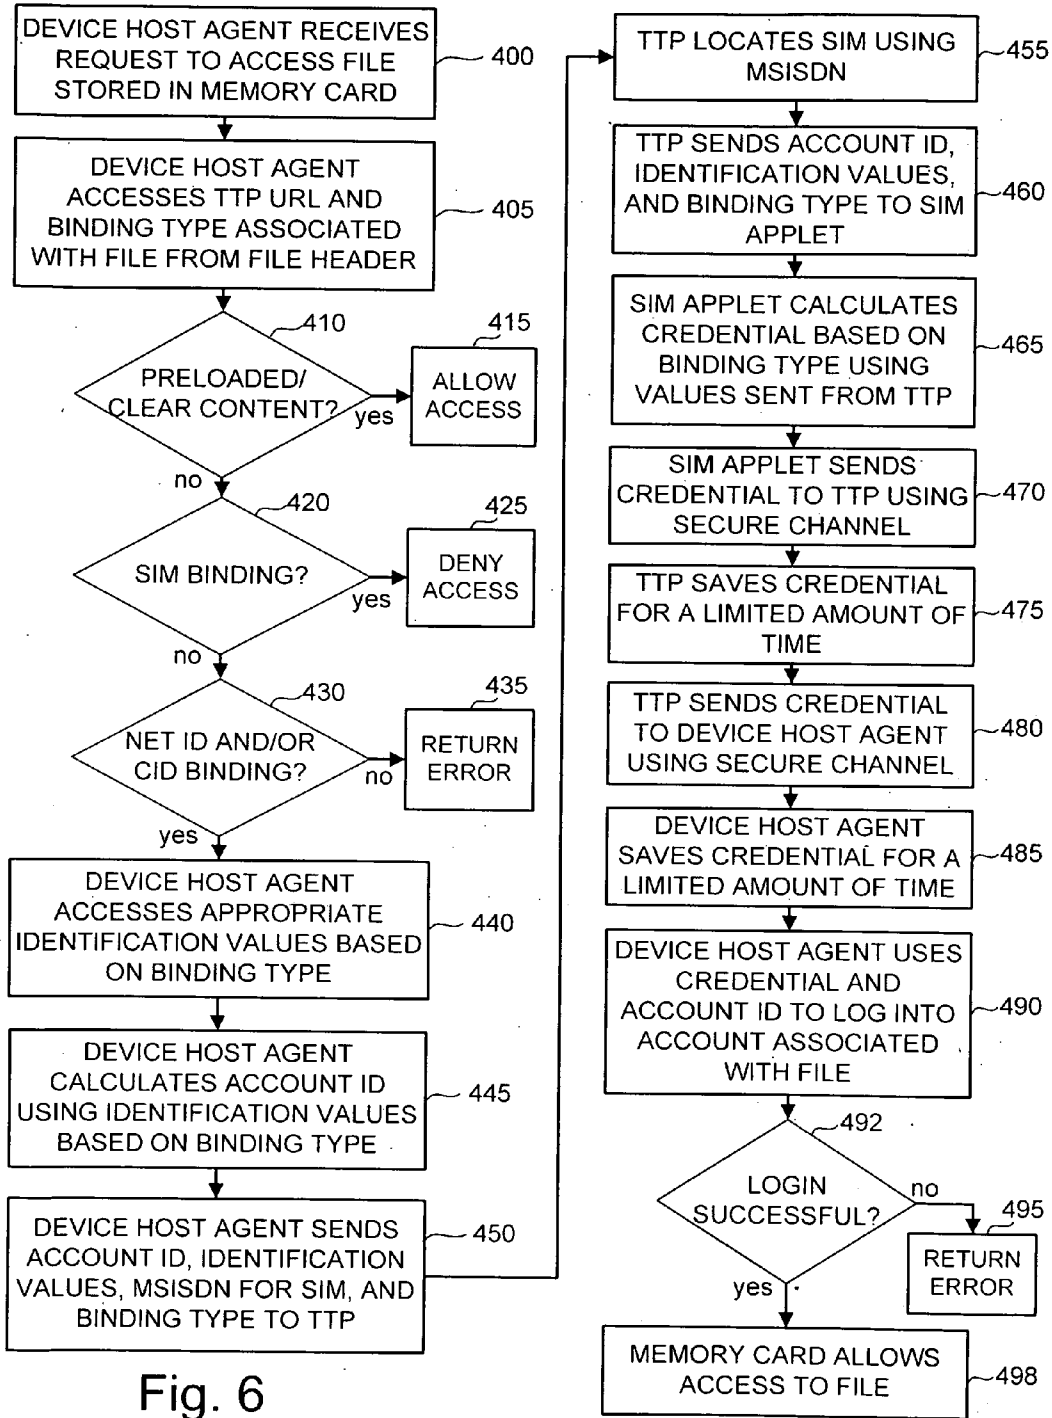 DEVICE HOST AGENT RECEIVES
REQUEST TO ACCESS FILE
STORED IN MEMORY CARD
400
DEVICE HOST AGENT
ACCESSES TTP URL AND
BINDING TYPE ASSOCIATED
WITH FILE FROM FILE HEADER
405
410
PRELOADED/
CLEAR CONTENT?
yes
415
ALLOW
ACCESS
no
420
SIM BINDING?
yes
425
DENY
ACCESS
no
430
NET ID AND/OR
CID BINDING?
no
435
RETURN
ERROR
yes
DEVICE HOST AGENT
ACCESSES APPROPRIATE
IDENTIFICATION VALUES BASED
ON BINDING TYPE
440
DEVICE HOST AGENT
CALCULATES ACCOUNT ID
USING IDENTIFICATION VALUES
BASED ON BINDING TYPE
445
DEVICE HOST AGENT SENDS
ACCOUNT ID, IDENTIFICATION
VALUES, MSISDN FOR SIM, AND
BINDING TYPE TO TTP
450
TTP LOCATES SIM USING
MSISDN
455
TTP SENDS ACCOUNT ID,
IDENTIFICATION VALUES,
AND BINDING TYPE TO SIM
APPLET
460
SIM APPLET CALCULATES
CREDENTIAL BASED ON
BINDING TYPE USING
VALUES SENT FROM TTP
465
SIM APPLET SENDS
CREDENTIAL TO TTP USING
SECURE CHANNEL
470
TTP SAVES CREDENTIAL
FOR A LIMITED AMOUNT OF
TIME
475
TTP SENDS CREDENTIAL
TO DEVICE HOST AGENT
USING SECURE CHANNEL
480
DEVICE HOST AGENT
SAVES CREDENTIAL FOR A
LIMITED AMOUNT OF TIME
485
DEVICE HOST AGENT USES
CREDENTIAL AND
ACCOUNT ID TO LOG INTO
ACCOUNT ASSOCIATED
WITH FILE
490
492
LOGIN
SUCCESSFUL?
no
495
RETURN
ERROR
yes
MEMORY CARD ALLOWS
ACCESS TO FILE
498
Fig. 6